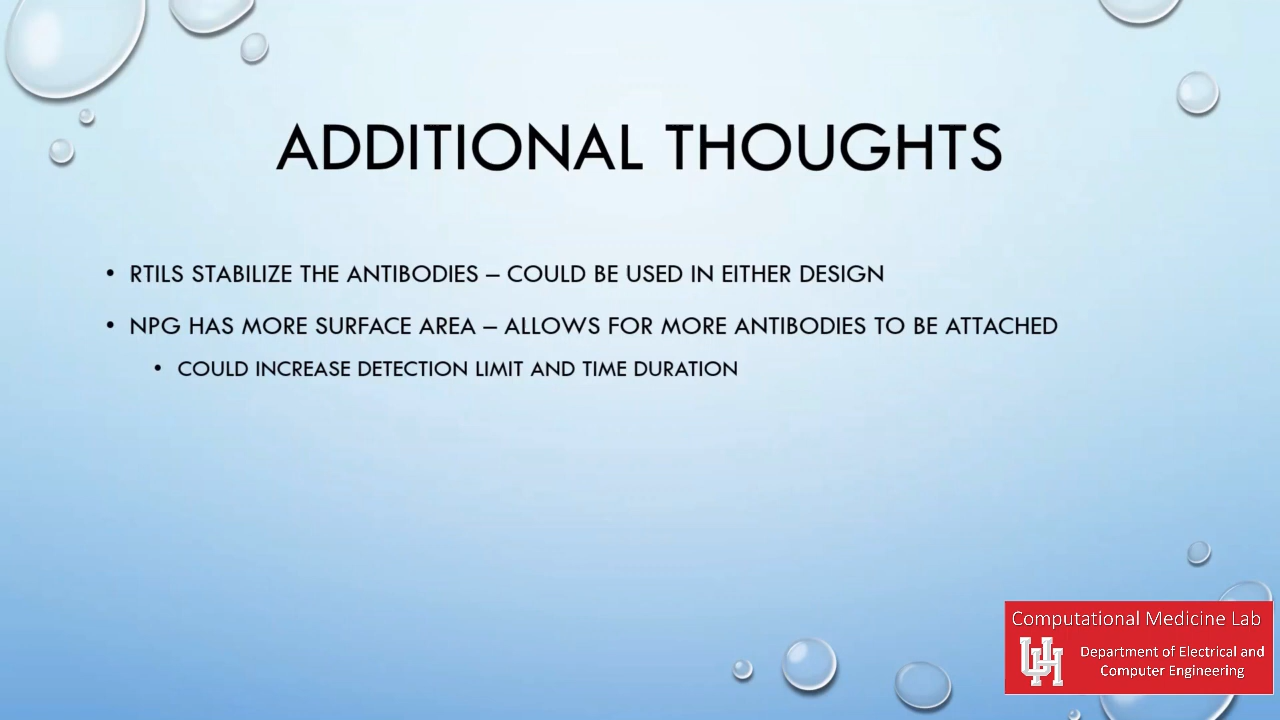 ADDITIONAL THOUGHTS
• RTILS STABILIZE THE ANTIBODIES – COULD BE USED IN EITHER DESIGN
• NPG HAS MORE SURFACE AREA – ALLOWS FOR MORE ANTIBODIES TO BE ATTACHED
• COULD INCREASE DETECTION LIMIT AND TIME DURATION
Computational Medicine Lab
UH
Department of Electrical and
Computer Engineering